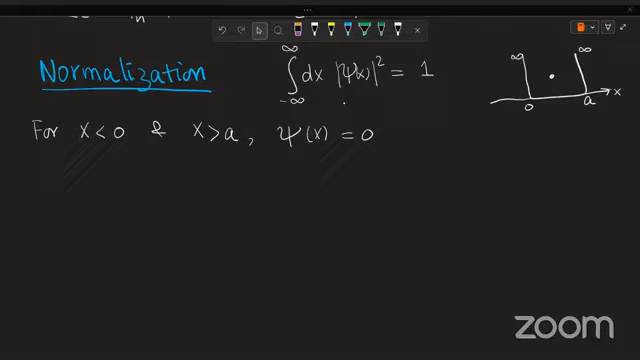 Normalization ∫_{-∞}^{∞} dx |Ψ(x)|² = 1
∞ ∞
0 a x
For x < 0 & x > a, Ψ(x) = 0
zoom